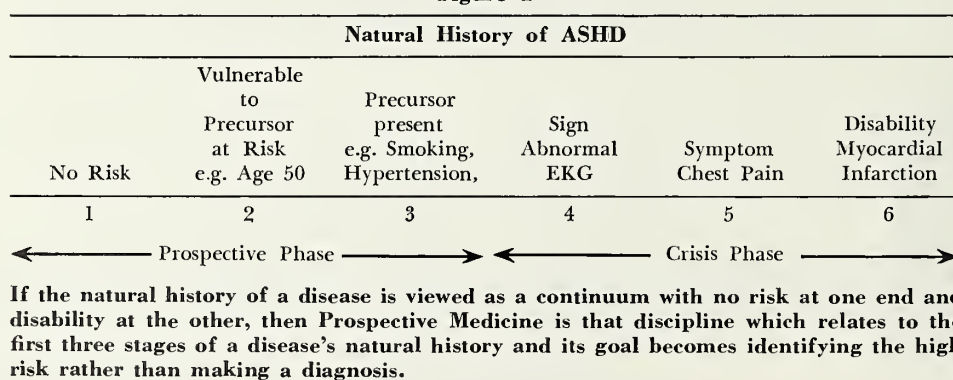 Natural History of ASHD
No Risk
Vulnerable
to
Precursor
at Risk
e.g. Age 50
Precursor
present
e.g. Smoking,
Hypertension,
Sign
Abnormal
EKG
Symptom
Chest Pain
Disability
Myocardial
Infarction
1 2 3 4 5 6
Prospective Phase Crisis Phase
If the natural history of a disease is viewed as a continuum with no risk at one end and
disability at the other, then Prospective Medicine is that discipline which relates to the
first three stages of a disease's natural history and its goal becomes identifying the high
risk rather than making a diagnosis.